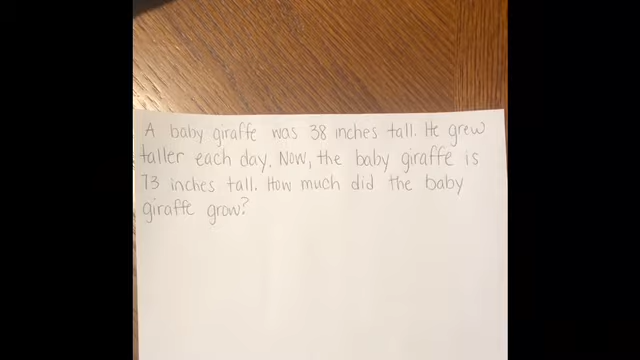 A baby giraffe was 38 inches tall. He grew
taller each day. Now, the baby giraffe is
73 inches tall. How much did the baby
giraffe grow?